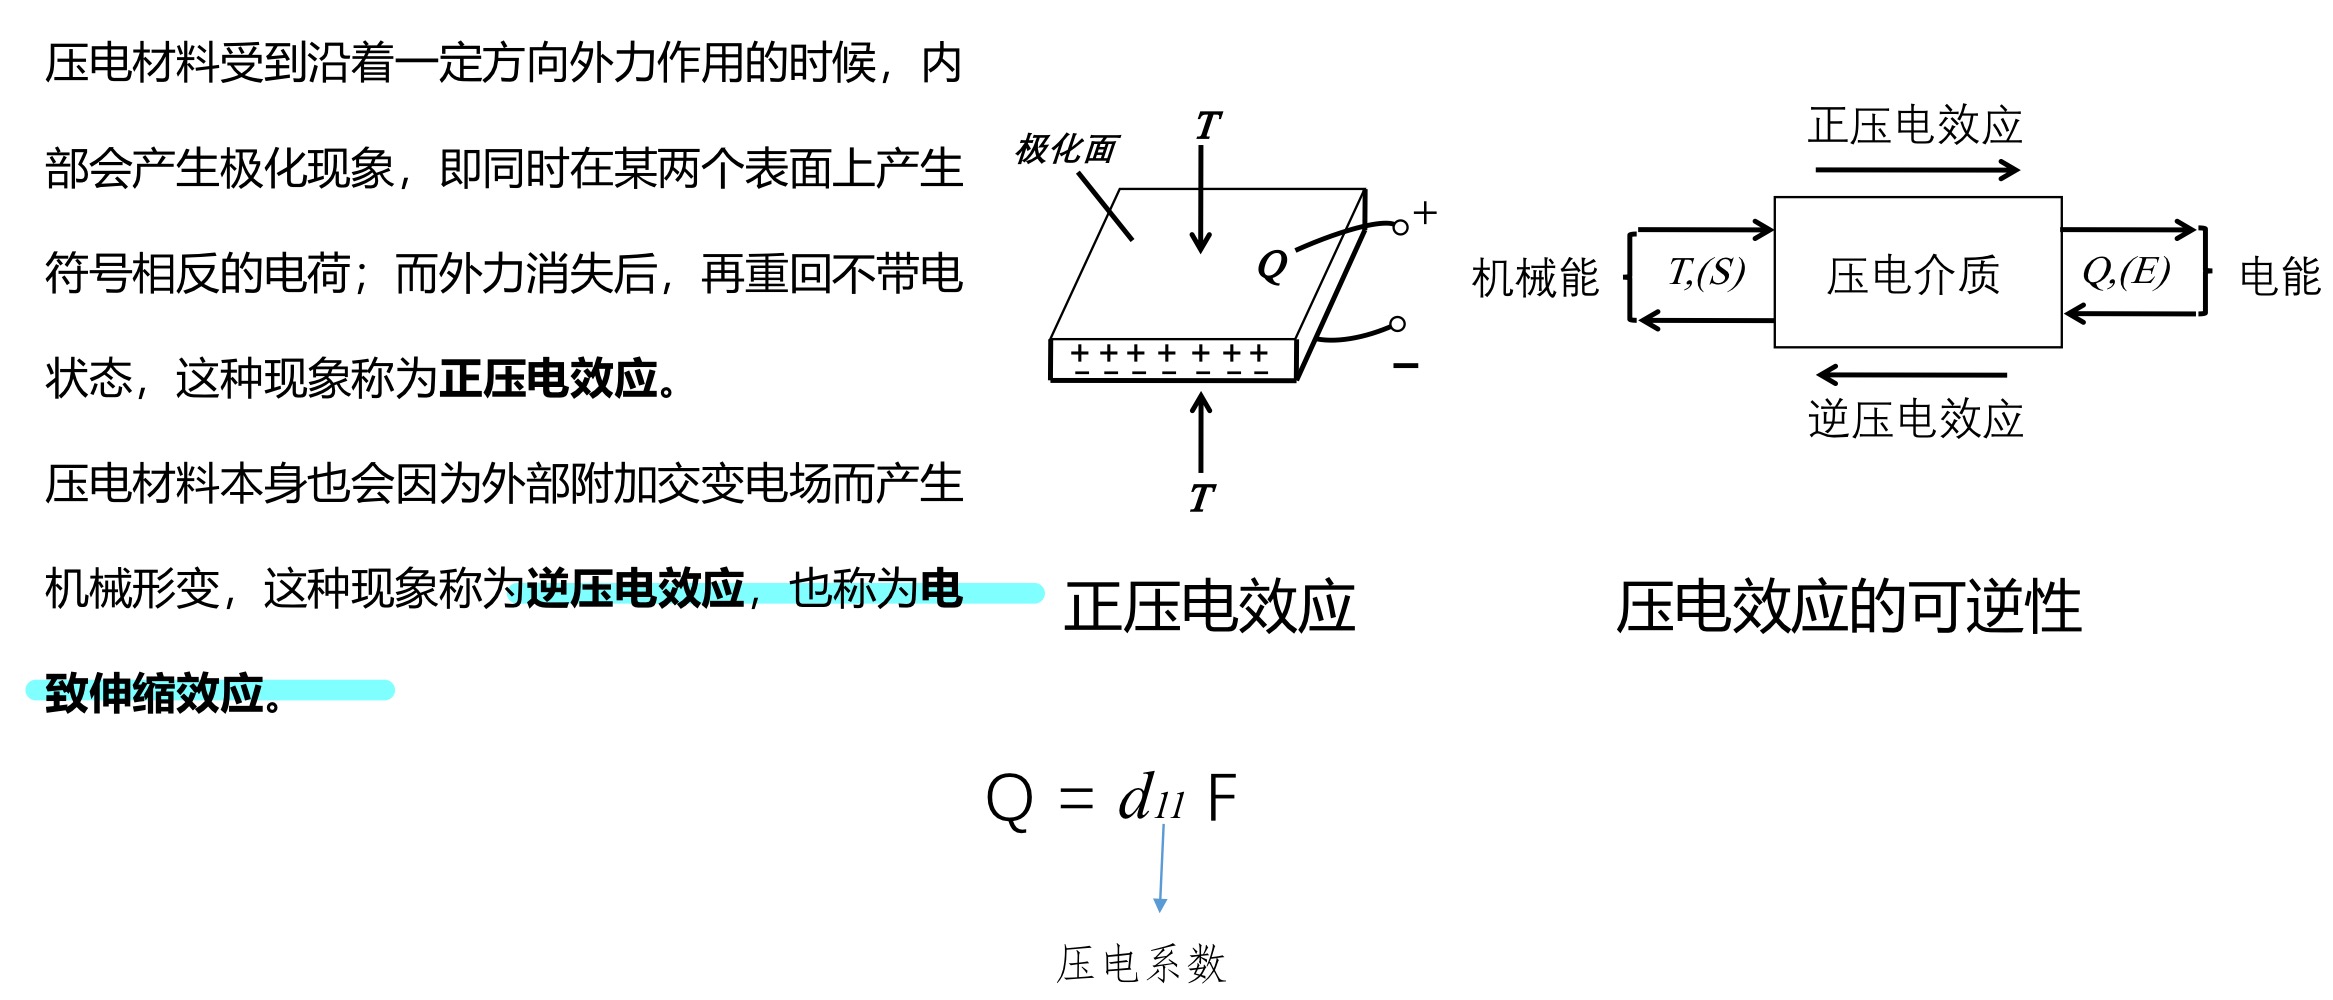 压电材料受到沿着一定方向外力作用的时候，内
部会产生极化现象，即同时在某两个表面上产生
符号相反的电荷；而外力消失后，再重回不带电
状态，这种现象称为正压电效应。
压电材料本身也会因为外部附加交变电场而产生
机械形变，这种现象称为逆压电效应，也称为电
致伸缩效应。
极化面
T
Q
+
+ + + + + + +
− − − − − − −
−
T
正压电效应
正压电效应
机械能
T,(S)
压电介质
Q,(E)
电能
逆压电效应
压电效应的可逆性
Q = d11 F
压电系数